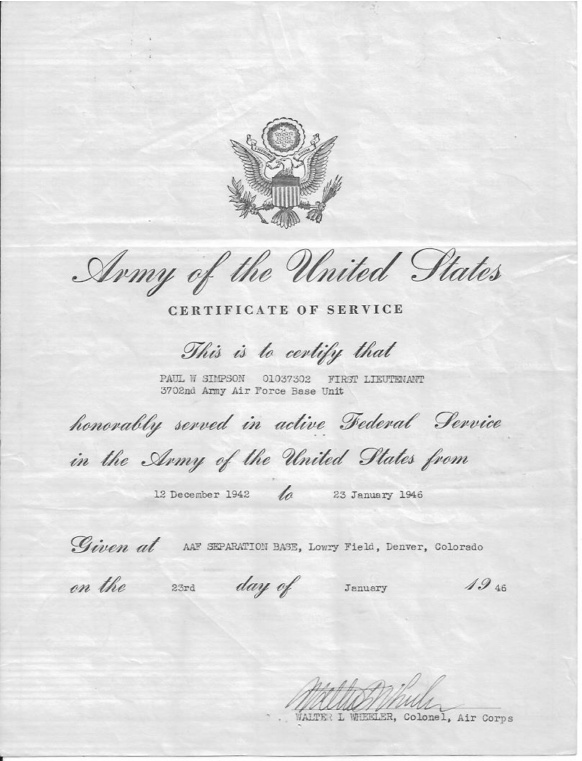 Army of the United States
CERTIFICATE OF SERVICE
This is to certify that
PAUL W SIMPSON 01037302 FIRST LIEUTENANT
3702nd Army Air Force Base Unit
honorably served in active Federal Service
in the Army of the United States from
12 December 1942 to 23 January 1946
Given at AAF SEPARATION BASE, Lowry Field, Denver, Colorado
on the 23rd day of January 19 46
WALTER L WHEELER, Colonel, Air Corps